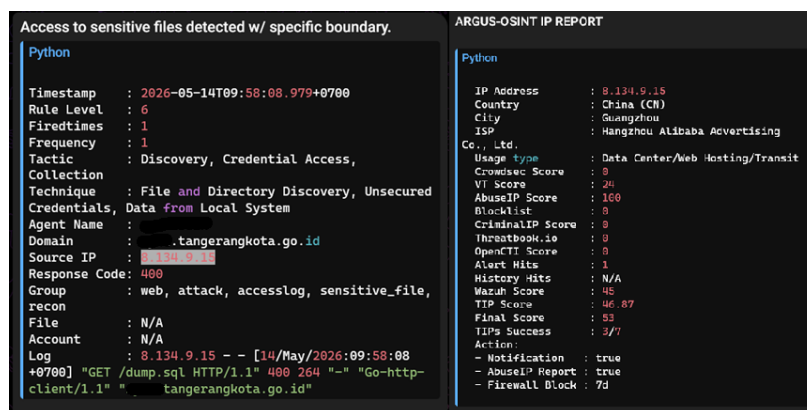 Access to sensitive files detected w/ specific boundary.
Python
Timestamp : 2026-05-14T09:58:08.979+0700
Rule Level : 6
Firedtimes : 1
Frequency : 1
Tactic : Discovery, Credential Access,
Collection
Technique : File and Directory Discovery, Unsecured
Credentials, Data from Local System
Agent Name :
Domain : .tangerangkota.go.id
Source IP : 8.134.9.15
Response Code: 400
Group : web, attack, accesslog, sensitive_file,
recon
File : N/A
Account : N/A
Log : 8.134.9.15 - - [14/May/2026:09:58:08
+0700] "GET /dump.sql HTTP/1.1" 400 264 "-" "Go-http-
client/1.1" " tangerangkota.go.id"
ARGUS-OSINT IP REPORT
Python
IP Address : 8.134.9.15
Country : China (CN)
City : Guangzhou
ISP : Hangzhou Alibaba Advertising
Co., Ltd.
Usage type : Data Center/Web Hosting/Transit
Crowdsec Score : 0
VT Score : 24
AbuseIP Score : 100
Blocklist : 0
CriminalIP Score : 0
Threatbook.io : 0
OpenCTI Score : 0
Alert Hits : 1
History Hits : N/A
Wazuh Score : 45
TIP Score : 46.87
Final Score : 53
TIPs Success : 3/7
Action:
- Notification : true
- AbuseIP Report : true
- Firewall Block : 7d